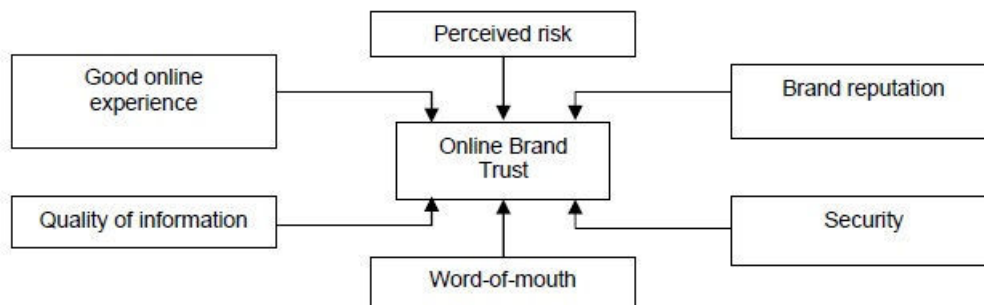 Perceived risk
Good online
experience
Brand reputation
Online Brand
Trust
Quality of information
Security
Word-of-mouth